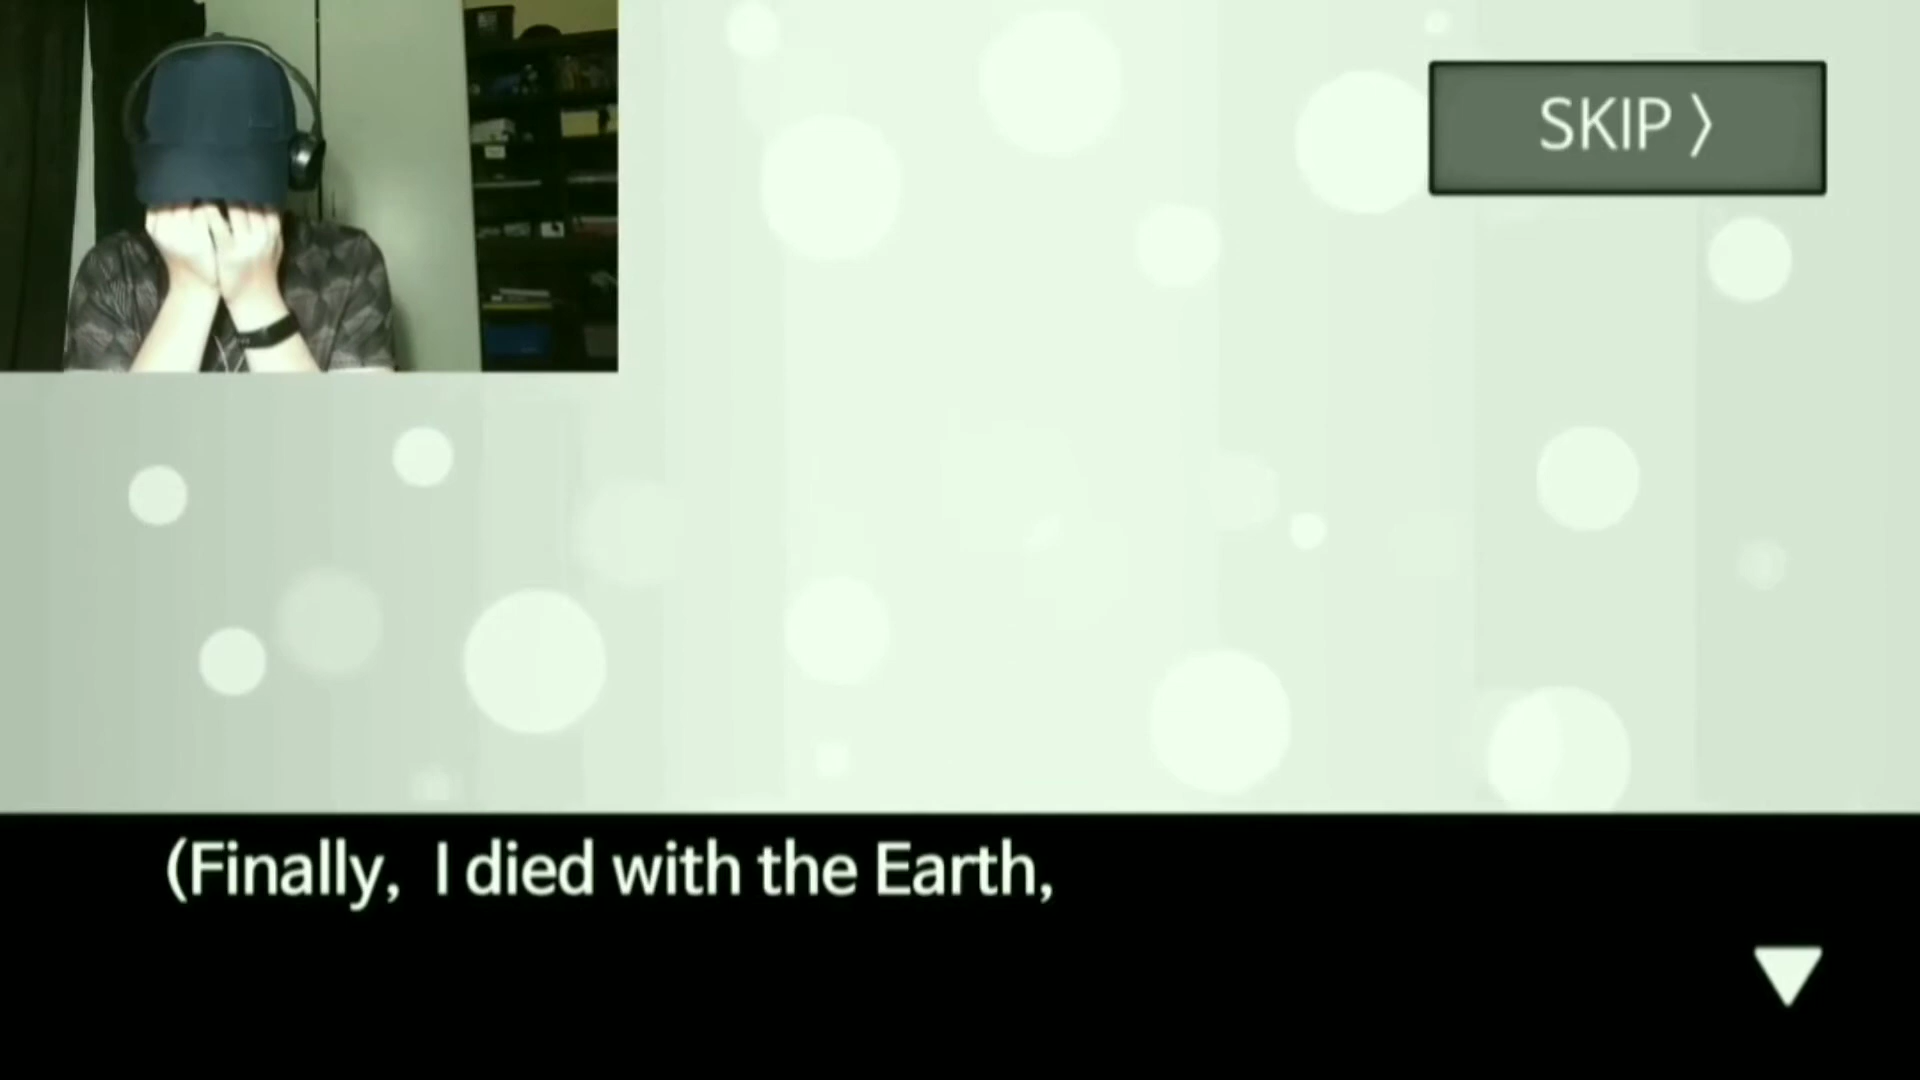 SKIP 〉
(Finally, I died with the Earth,